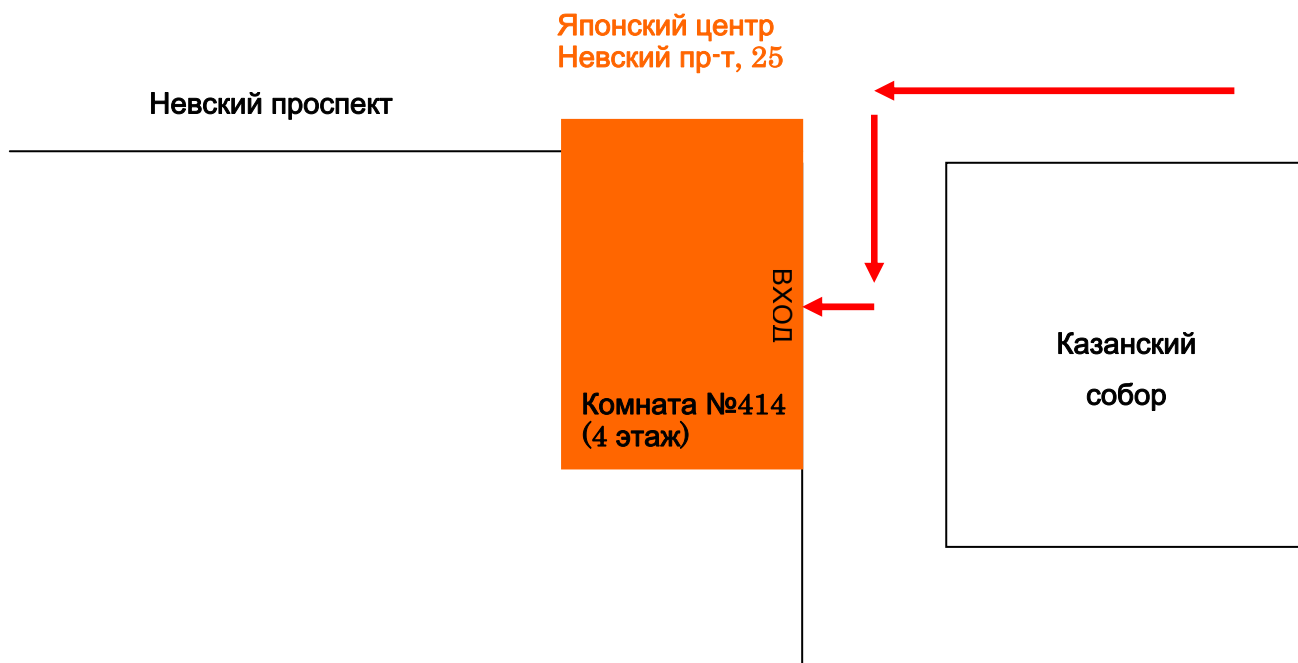 Японский центр
Невский пр-т, 25
Невский проспект
ВХОД
Казанский
собор
Комната №414
(4 этаж)